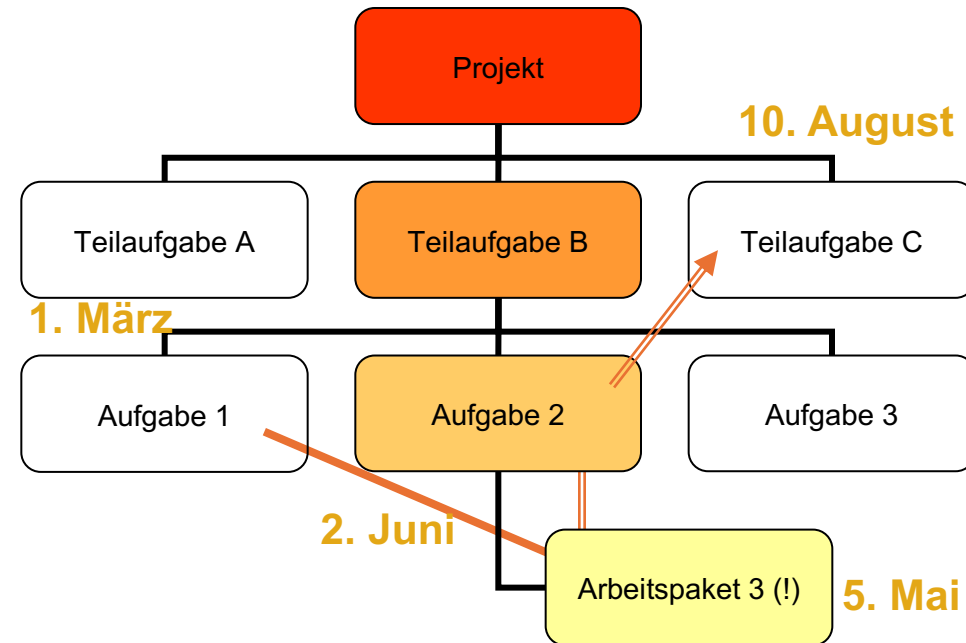 Projekt
10. August
Teilaufgabe A
Teilaufgabe B
Teilaufgabe C
1. März
Aufgabe 1
Aufgabe 2
Aufgabe 3
2. Juni
Arbeitspaket 3 (!)
5. Mai